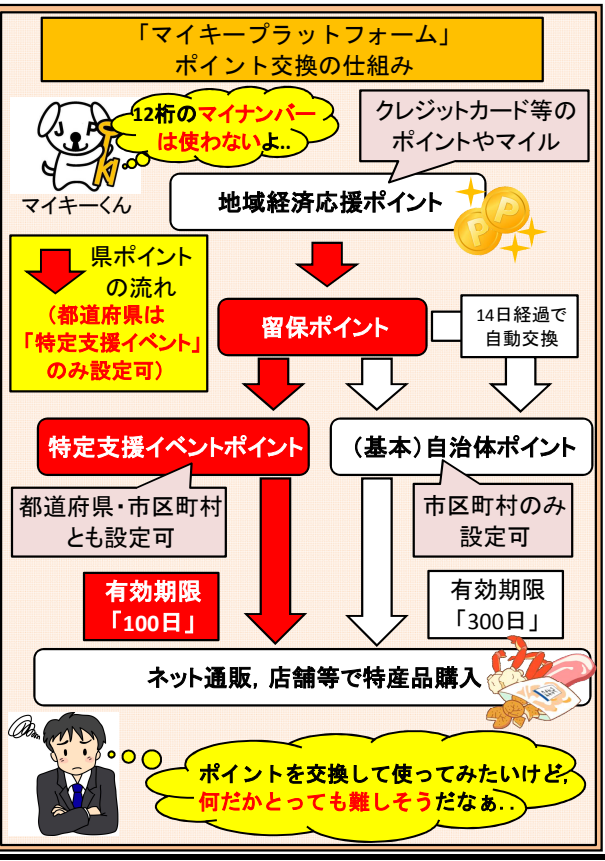 「マイキープラットフォーム」
ポイント交換の仕組み
12桁のマイナンバー
は使わないよ..
クレジットカード等の
ポイントやマイル
マイキーくん
地域経済応援ポイント
県ポイント
の流れ
（都道府県は
「特定支援イベント」
のみ設定可）
留保ポイント
14日経過で
自動交換
特定支援イベントポイント
（基本）自治体ポイント
都道府県・市区町村
とも設定可
市区町村のみ
設定可
有効期限
「100日」
有効期限
「300日」
ネット通販，店舗等で特産品購入
ポイントを交換して使ってみたいけど，
何だかとっても難しそうだなぁ．．